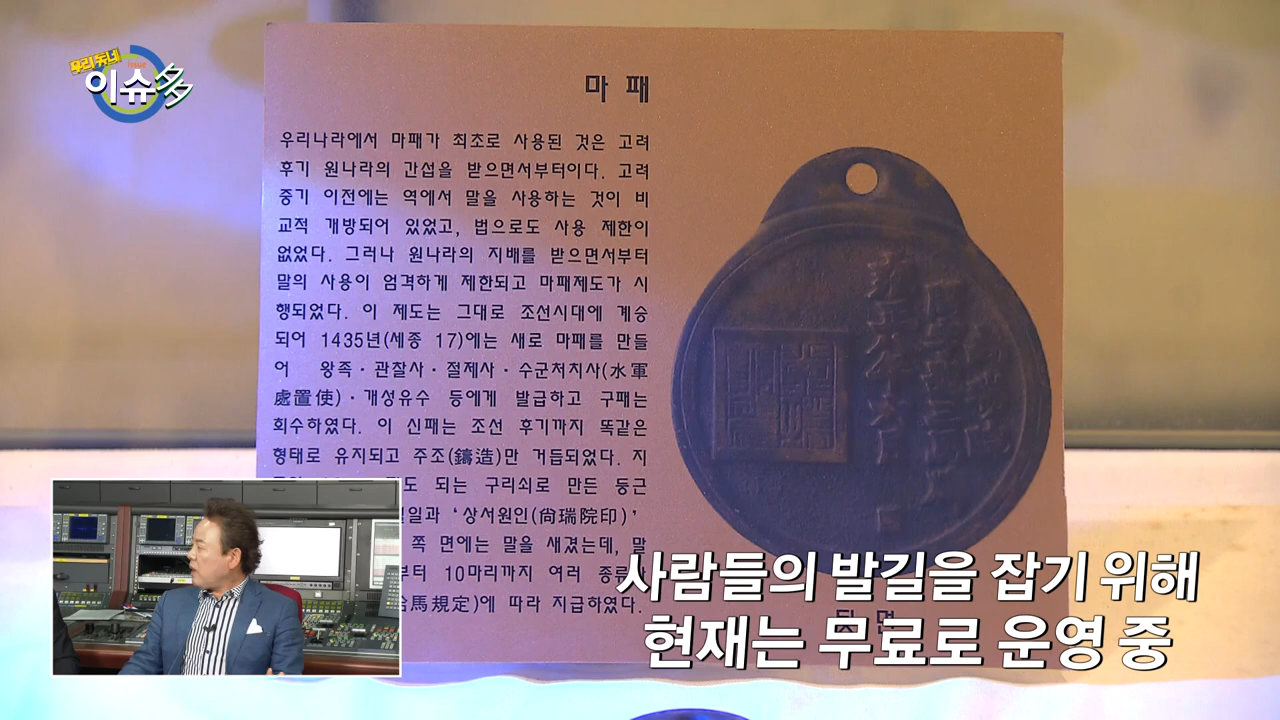 우리 동네
ISSUE
이슈多
마 패
우리나라에서 마패가 최초로 사용된 것은 고려
후기 원나라의 간섭을 받으면서부터이다. 고려
중기 이전에는 역에서 말을 사용하는 것이 비
교적 개방되어 있었고, 법으로도 사용 제한이
없었다. 그러나 원나라의 지배를 받으면서부터
말의 사용이 엄격하게 제한되고 마패제도가 시
행되었다. 이 제도는 그대로 조선시대에 계승
되어 1435년(세종 17)에는 새로 마패를 만들
어 왕족·관찰사·절제사·수군처치사(水軍
處置使)·개성유수 등에게 발급하고 구패는
회수하였다. 이 신패는 조선 후기까지 똑같은
형태로 유지되고 주조(鑄造)만 거듭되었다. 지
도 되는 구리쇠로 만든 둥근
일과 '상서원인(尙瑞院印)'
쪽 면에는 말을 새겼는데, 말
부터 10마리까지 여러
馬規定)에 따라 지급하였다.
사람들의 발길을 잡기 위해
현재는 무료로 운영 중